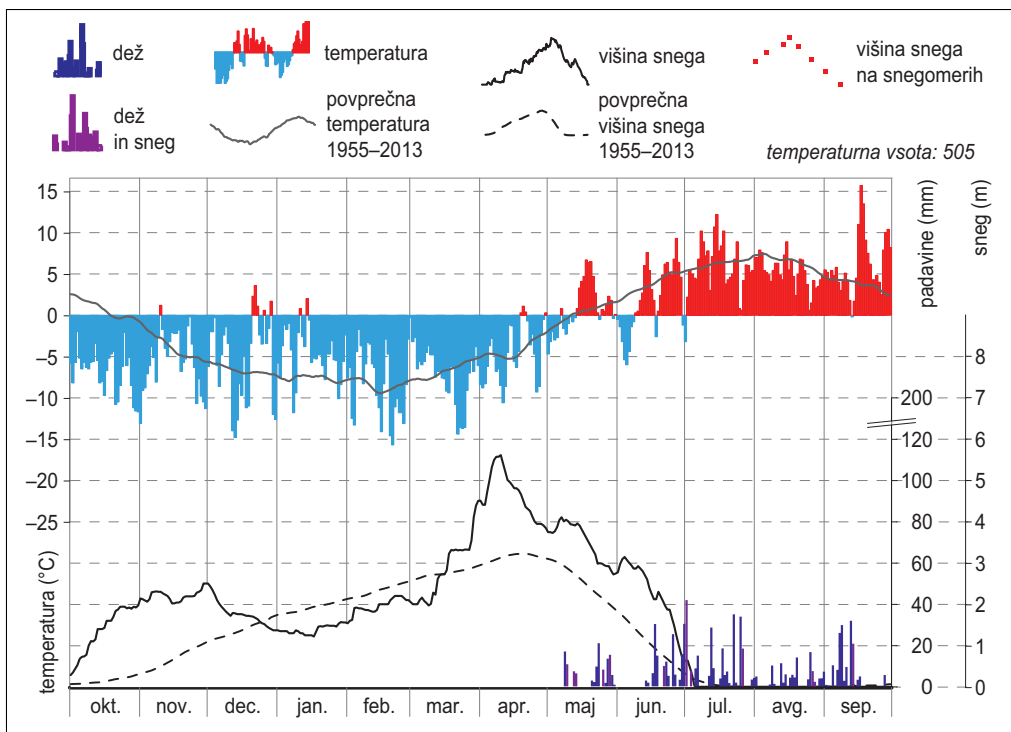 dež
temperatura
višina snega
višina snega
na snegomerih
dež
in sneg
povprečna
temperatura
1955–2013
povprečna
višina snega
1955–2013
temperaturna vsota: 505
15
10
5
0
–5
–10
–15
–20
–25
temperatura (°C)
padavine (mm)
200
120
100
80
60
40
20
0
sneg (m)
8
7
6
5
4
3
2
1
0
okt.
nov.
dec.
jan.
feb.
mar.
apr.
maj
jun.
jul.
avg.
sep.